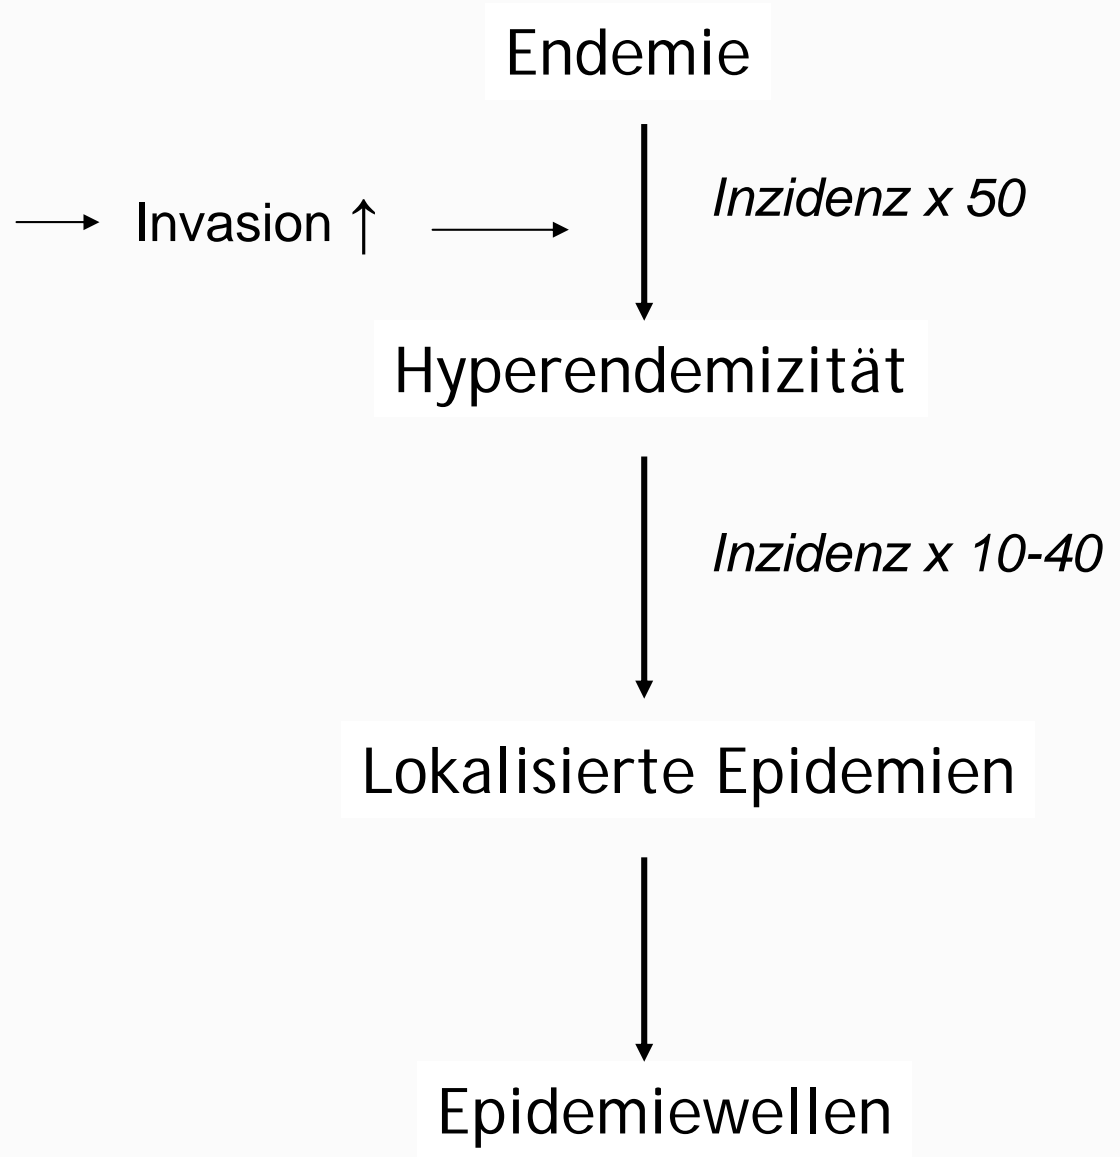 Endemie
Inzidenz x 50
Invasion ↑
Hyperendemizität
Inzidenz x 10-40
Lokalisierte Epidemien
Epidemiewellen